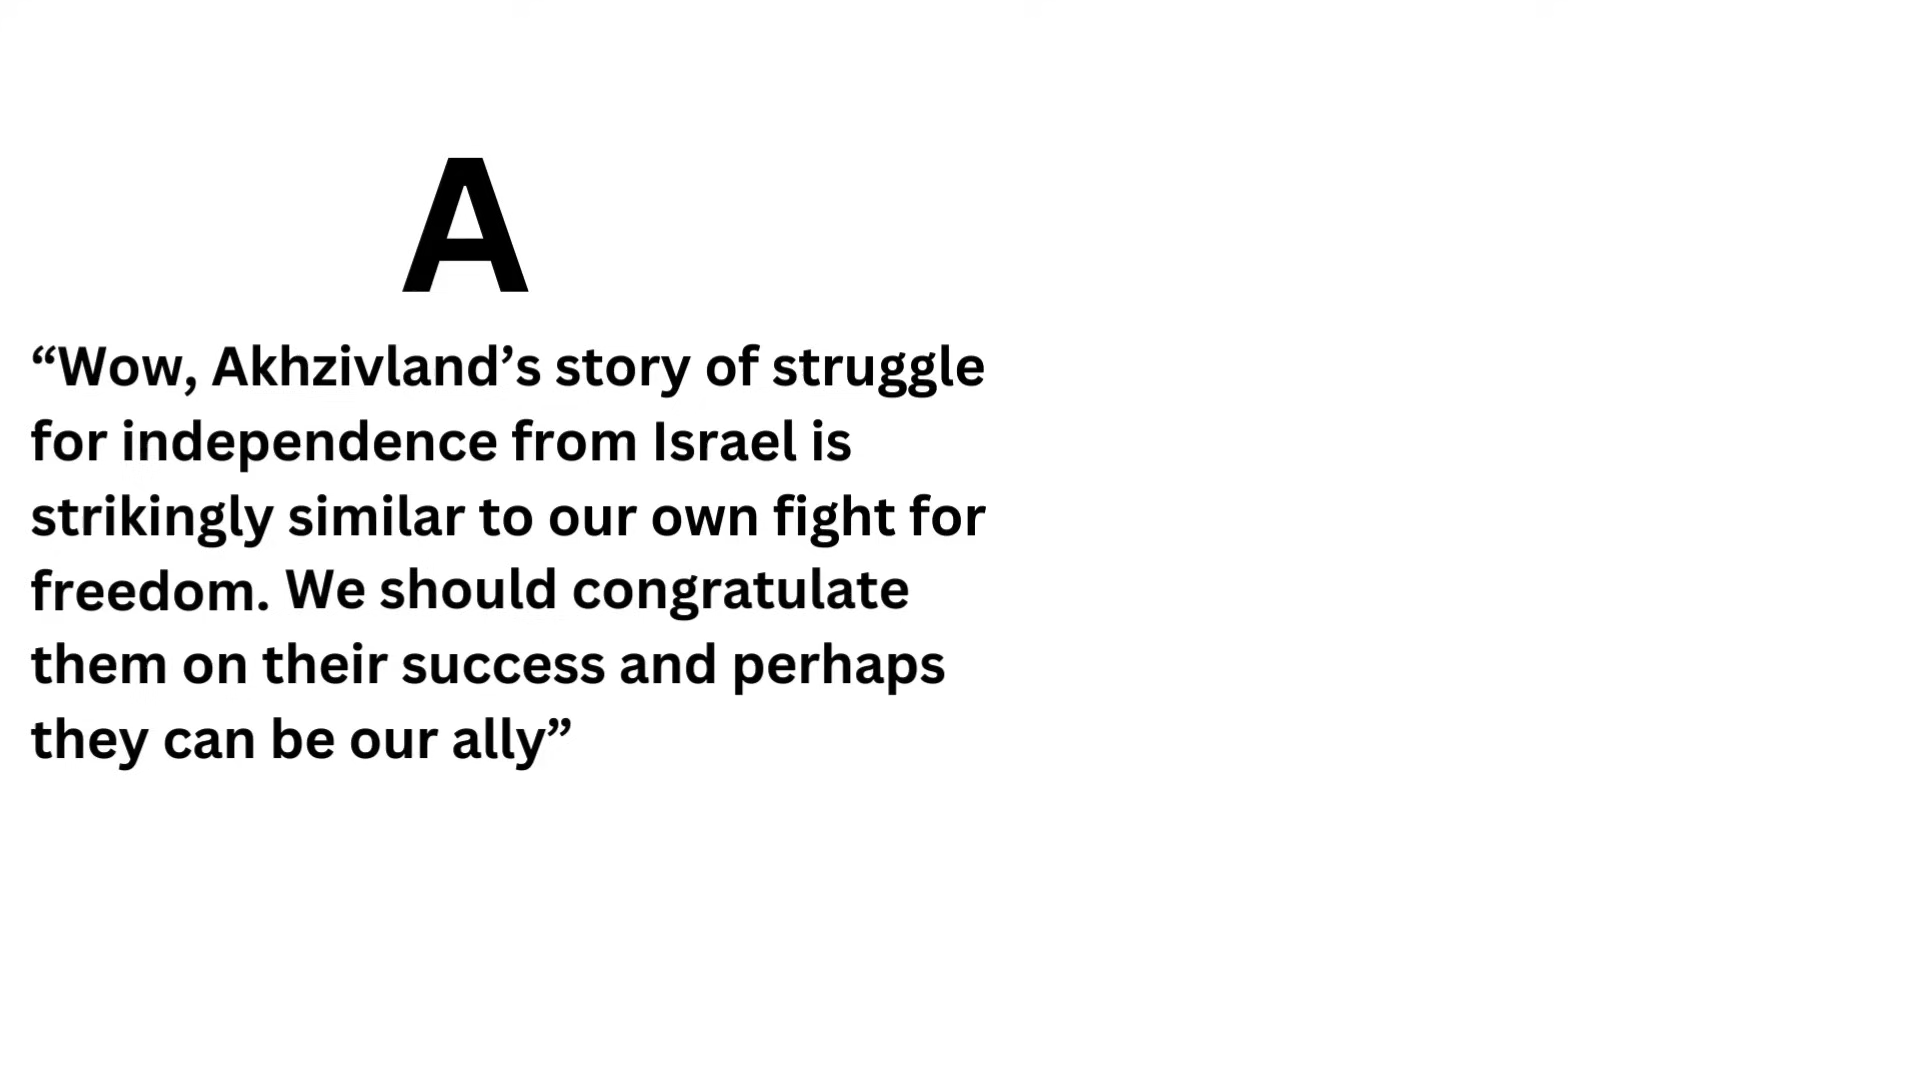 A
“Wow, Akhzivland’s story of struggle
for independence from Israel is
strikingly similar to our own fight for
freedom. We should congratulate
them on their success and perhaps
they can be our ally”